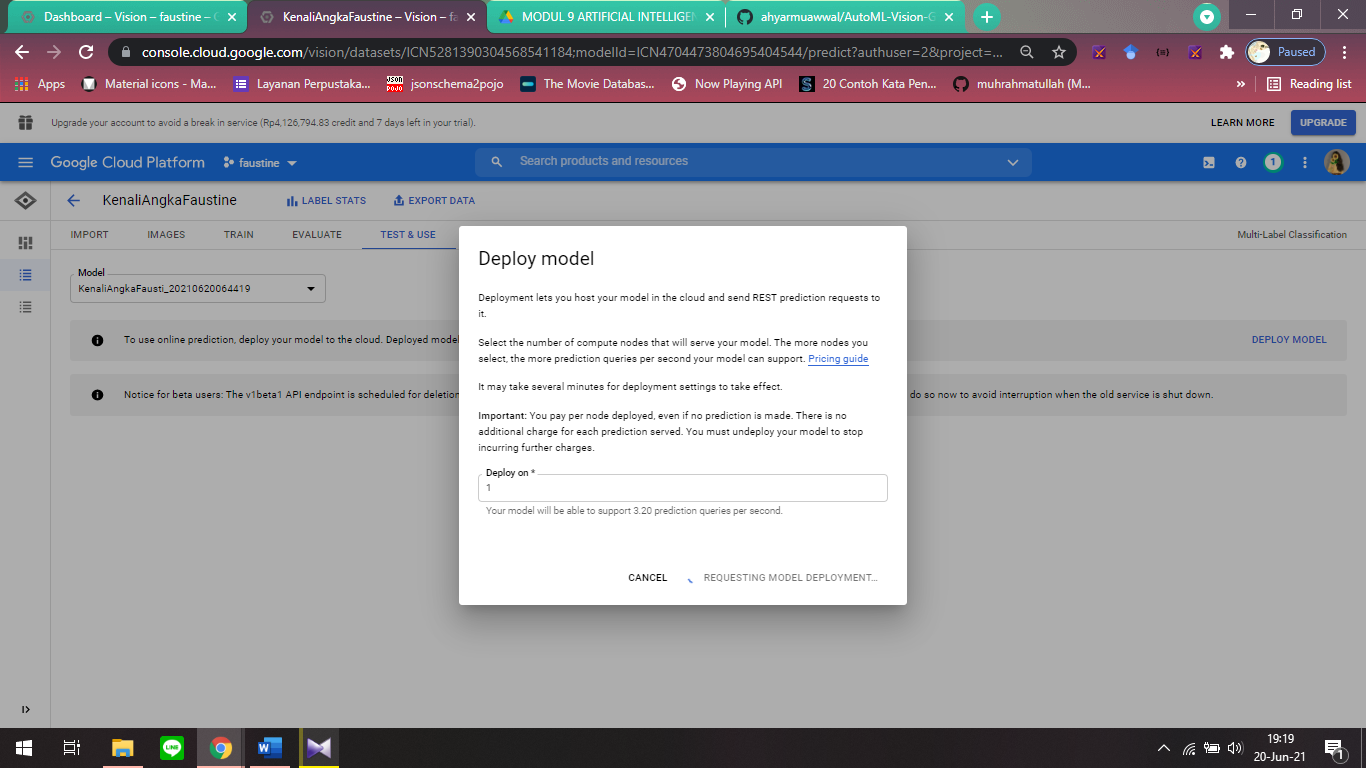 Dashboard – Vision – faustine – G
KenaliAngkaFaustine – Vision – fa
MODUL 9 ARTIFICIAL INTELLIGEN
ahyarmuawwal/AutoML-Vision-G
console.cloud.google.com/vision/datasets/ICN5281390304568541184;modelId=ICN4704473804695404544/predict?authuser=2&project=...
Paused
Apps
Material icons - Ma...
Layanan Perpustaka...
JSON
POJO
jsonschema2pojo
The Movie Databas...
Now Playing API
20 Contoh Kata Pen...
muhrahmatullah (M...
»
Reading list
Upgrade your account to avoid a break in service (Rp4,126,794.83 credit and 7 days left in your trial).
LEARN MORE
UPGRADE
Google Cloud Platform
faustine
Search products and resources
1
KenaliAngkaFaustine
LABEL STATS
EXPORT DATA
IMPORT
IMAGES
TRAIN
EVALUATE
TEST & USE
Multi-Label Classification
Model
KenaliAngkaFausti_20210620064419
To use online prediction, deploy your model to the cloud. Deployed model
DEPLOY MODEL
Notice for beta users: The v1beta1 API endpoint is scheduled for deletion
do so now to avoid interruption when the old service is shut down.
Deploy model
Deployment lets you host your model in the cloud and send REST prediction requests to
it.
Select the number of compute nodes that will serve your model. The more nodes you
select, the more prediction queries per second your model can support. Pricing guide
It may take several minutes for deployment settings to take effect.
Important: You pay per node deployed, even if no prediction is made. There is no
additional charge for each prediction served. You must undeploy your model to stop
incurring further charges.
Deploy on *
1
Your model will be able to support 3.20 prediction queries per second.
CANCEL
REQUESTING MODEL DEPLOYMENT...
LINE
19:19
20-Jun-21
1